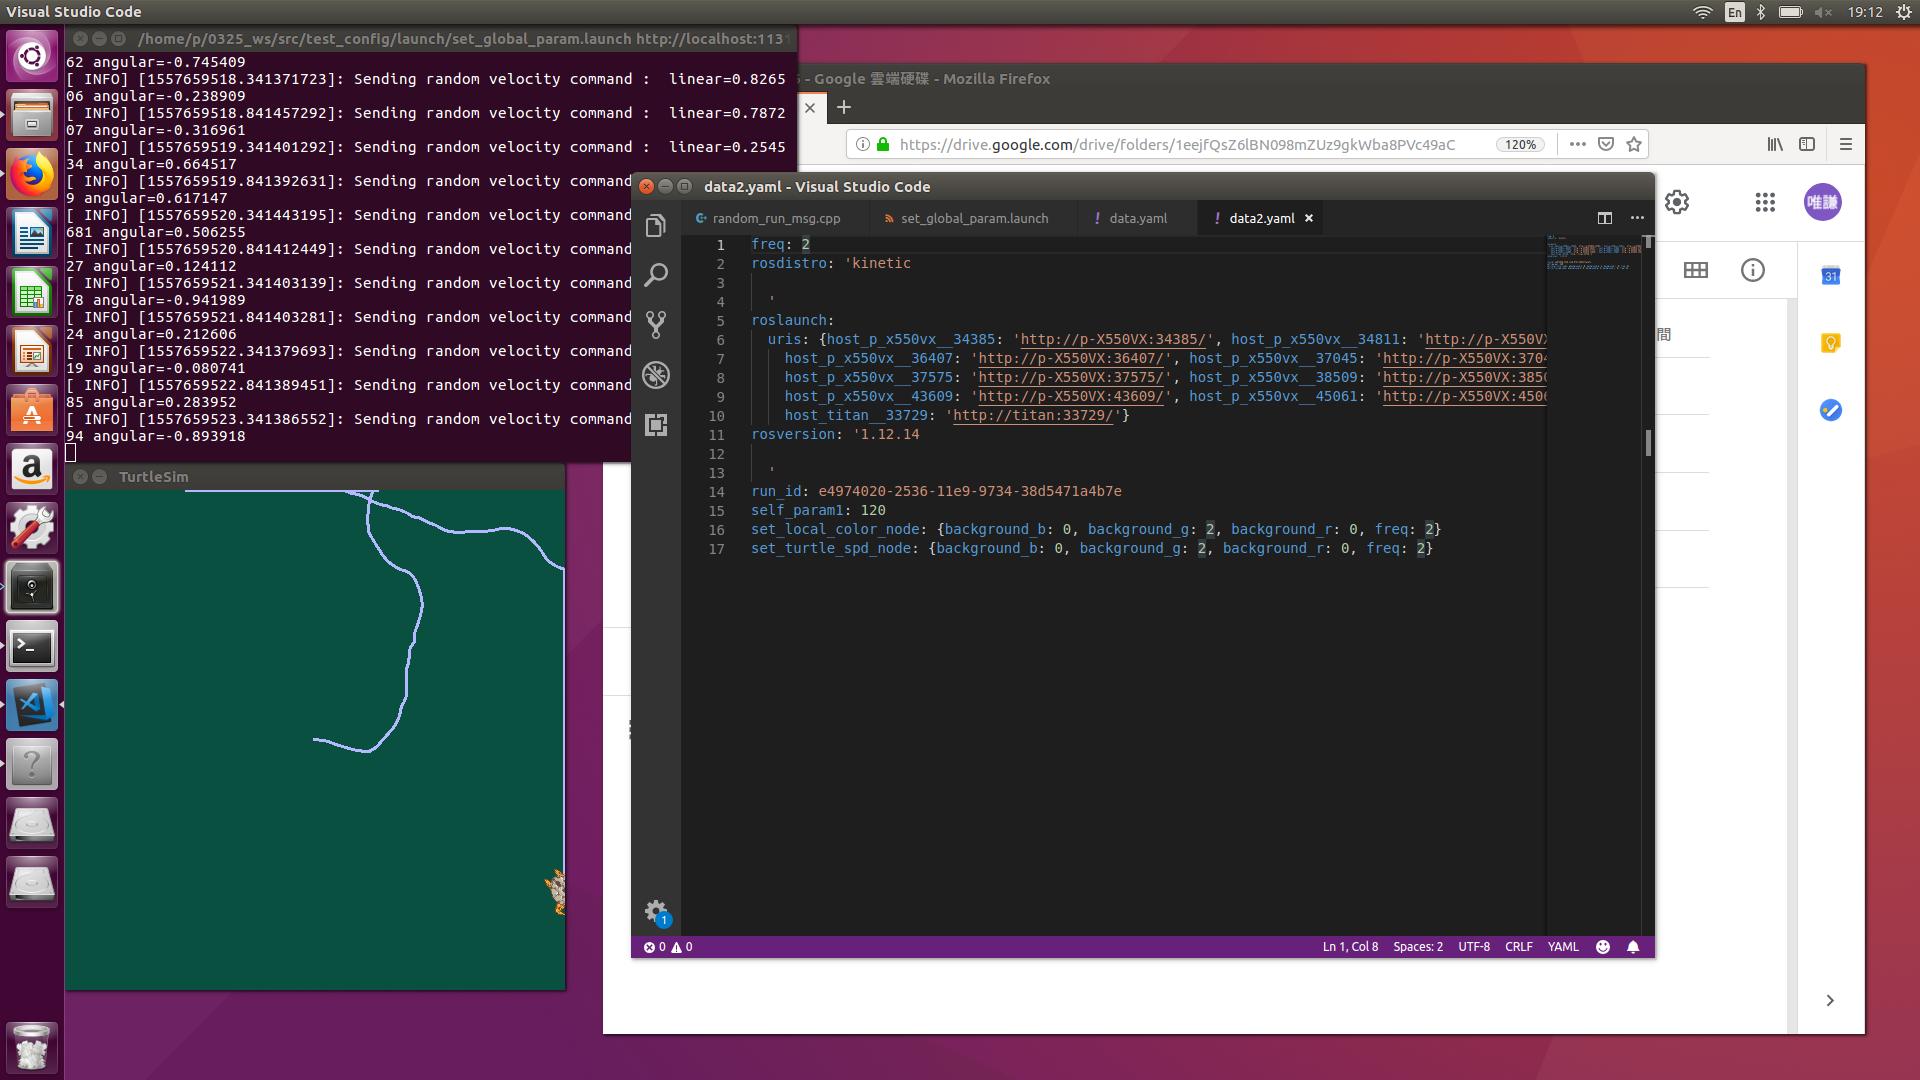 Visual Studio Code
En
19:12
/home/p/0325_ws/src/test_config/launch/set_global_param.launch http://localhost:1131
62 angular=-0.745409
[ INFO] [1557659518.341371723]: Sending random velocity command :  linear=0.8265
06 angular=-0.238909
[ INFO] [1557659518.841457292]: Sending random velocity command :  linear=0.7872
07 angular=-0.316961
[ INFO] [1557659519.341401292]: Sending random velocity command :  linear=0.2545
34 angular=0.664517
[ INFO] [1557659519.841392631]: Sending random velocity command
9 angular=0.617147
[ INFO] [1557659520.341443195]: Sending random velocity command
681 angular=0.506255
[ INFO] [1557659520.841412449]: Sending random velocity command
27 angular=0.124112
[ INFO] [1557659521.341403139]: Sending random velocity command
78 angular=-0.941989
[ INFO] [1557659521.841403281]: Sending random velocity command
24 angular=0.212606
[ INFO] [1557659522.341379693]: Sending random velocity command
19 angular=-0.080741
[ INFO] [1557659522.841389451]: Sending random velocity command
85 angular=0.283952
[ INFO] [1557659523.341386552]: Sending random velocity command
94 angular=-0.893918
TurtleSim
- Google 雲端硬碟 - Mozilla Firefox
https://drive.google.com/drive/folders/1eejfQsZ6lBN098mZUz9gkWba8PVc49aC
120%
唯謙
31
間
data2.yaml - Visual Studio Code
random_run_msg.cpp
set_global_param.launch
! data.yaml
! data2.yaml
1 freq: 2
2 rosdistro: 'kinetic
3
4 '
5 roslaunch:
6 uris: {host_p_x550vx__34385: 'http://p-X550VX:34385/', host_p_x550vx__34811: 'http://p-X550V
7 host_p_x550vx__36407: 'http://p-X550VX:36407/', host_p_x550vx__37045: 'http://p-X550VX:370
8 host_p_x550vx__37575: 'http://p-X550VX:37575/', host_p_x550vx__38509: 'http://p-X550VX:385
9 host_p_x550vx__43609: 'http://p-X550VX:43609/', host_p_x550vx__45061: 'http://p-X550VX:450
10 host_titan__33729: 'http://titan:33729/'}
11 rosversion: '1.12.14
12
13 '
14 run_id: e4974020-2536-11e9-9734-38d5471a4b7e
15 self_param1: 120
16 set_local_color_node: {background_b: 0, background_g: 2, background_r: 0, freq: 2}
17 set_turtle_spd_node: {background_b: 0, background_g: 2, background_r: 0, freq: 2}
1
0 0
Ln 1, Col 8
Spaces: 2
UTF-8
CRLF
YAML